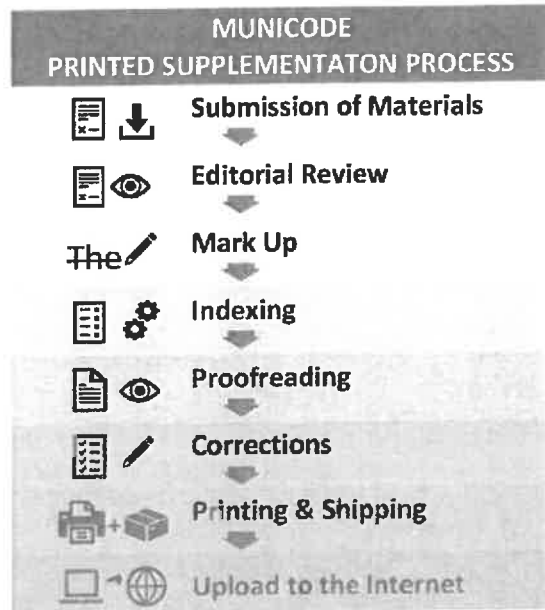 MUNICODE
PRINTED SUPPLEMENTATON PROCESS
Submission of Materials
Editorial Review
The Mark Up
Indexing
Proofreading
Corrections
Printing & Shipping
Upload to the Internet